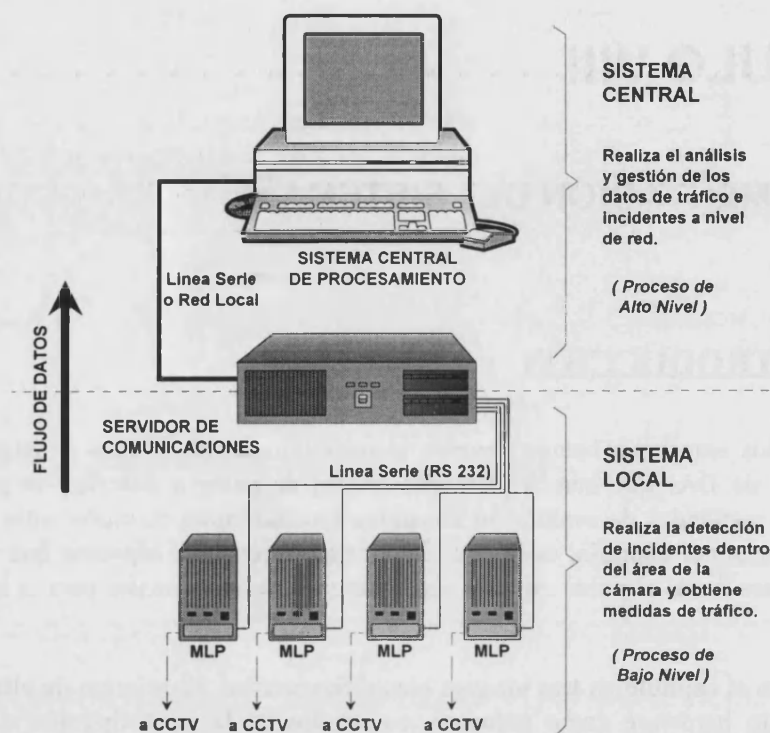 SISTEMA
CENTRAL
Realiza el análisis
y gestión de los
datos de tráfico e
incidentes a nivel
de red.
( Proceso de
Alto Nivel )
SISTEMA CENTRAL
DE PROCESAMIENTO
Linea Serie
o Red Local
FLUJO DE DATOS
SERVIDOR DE
COMUNICACIONES
Linea Serie (RS 232)
SISTEMA
LOCAL
Realiza la detección
de incidentes dentro
del área de la
cámara y obtiene
medidas de tráfico.
( Proceso de
Bajo Nivel )
MLP MLP MLP MLP
a CCTV a CCTV a CCTV a CCTV